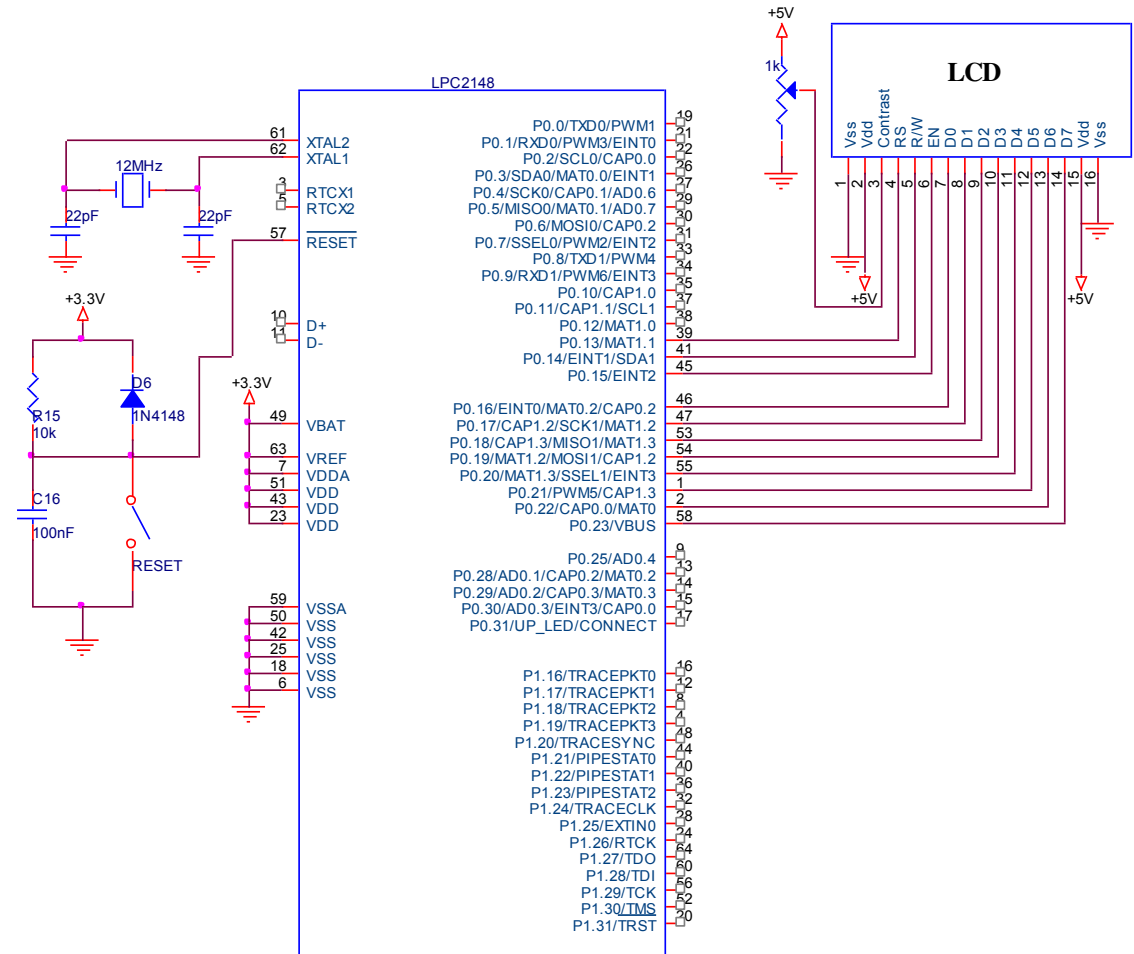 +5V
1k
LCD
Vss
Vdd
Contrast
RS
R/W
EN
D0
D1
D2
D3
D4
D5
D6
D7
Vdd
Vss
1
2
3
4
5
6
7
8
9
10
11
12
13
14
15
16
+5V
+5V
LPC2148
61
XTAL2
62
XTAL1
12MHz
22pF
22pF
3
RTCX1
5
RTCX2
57
RESET
10
D+
11
D-
+3.3V
R15
10k
D6
1N4148
C16
100nF
RESET
+3.3V
49
VBAT
63
VREF
7
VDDA
51
VDD
43
VDD
23
VDD
59
VSSA
50
VSS
42
VSS
25
VSS
18
VSS
6
VSS
P0.0/TXD0/PWM1 19
P0.1/RXD0/PWM3/EINT0 21
P0.2/SCL0/CAP0.0 22
P0.3/SDA0/MAT0.0/EINT1 26
P0.4/SCK0/CAP0.1/AD0.6 27
P0.5/MISO0/MAT0.1/AD0.7 29
P0.6/MOSI0/CAP0.2 30
P0.7/SSEL0/PWM2/EINT2 31
P0.8/TXD1/PWM4 33
P0.9/RXD1/PWM6/EINT3 34
P0.10/CAP1.0 35
P0.11/CAP1.1/SCL1 37
P0.12/MAT1.0 38
P0.13/MAT1.1 39
P0.14/EINT1/SDA1 41
P0.15/EINT2 45
P0.16/EINT0/MAT0.2/CAP0.2 46
P0.17/CAP1.2/SCK1/MAT1.2 47
P0.18/CAP1.3/MISO1/MAT1.3 53
P0.19/MAT1.2/MOSI1/CAP1.2 54
P0.20/MAT1.3/SSEL1/EINT3 55
P0.21/PWM5/CAP1.3 1
P0.22/CAP0.0/MAT0 2
P0.23/VBUS 58
P0.25/AD0.4 9
P0.28/AD0.1/CAP0.2/MAT0.2 13
P0.29/AD0.2/CAP0.3/MAT0.3 14
P0.30/AD0.3/EINT3/CAP0.0 15
P0.31/UP_LED/CONNECT 17
P1.16/TRACEPKT0 16
P1.17/TRACEPKT1 12
P1.18/TRACEPKT2 8
P1.19/TRACEPKT3 4
P1.20/TRACESYNC 48
P1.21/PIPESTAT0 44
P1.22/PIPESTAT1 40
P1.23/PIPESTAT2 36
P1.24/TRACECLK 32
P1.25/EXTIN0 28
P1.26/RTCK 24
P1.27/TDO 64
P1.28/TDI 60
P1.29/TCK 56
P1.30/TMS 52
P1.31/TRST 20